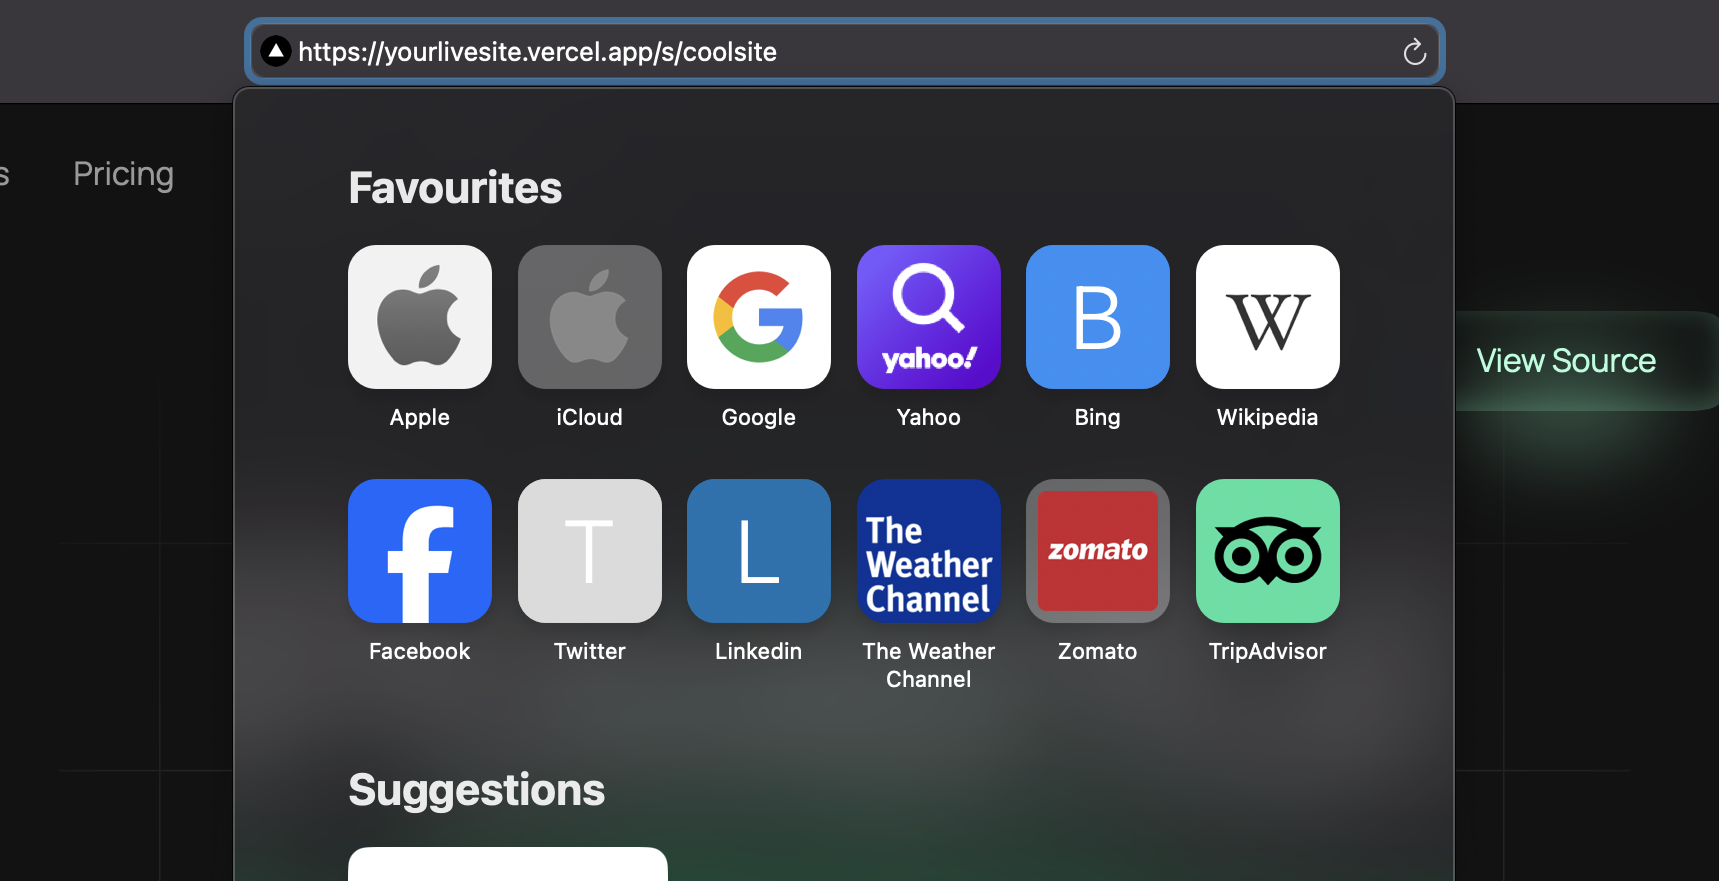 https://yourlivesite.vercel.app/s/coolsite
s Pricing
Favourites
yahoo!
B
W
Apple iCloud Google Yahoo Bing Wikipedia
T
L
The
Weather
Channel
zomato
Facebook Twitter Linkedin The Weather Channel Zomato TripAdvisor
View Source
Suggestions